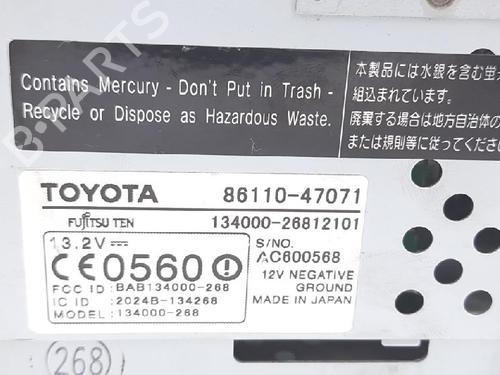 Contains Mercury - Don't Put in Trash -
Recycle or Dispose as Hazardous Waste.
本製品には水銀を含む蛍
組込まれています。
廃棄する場合は地方自治体の
または規則等に従ってくださ
TOYOTA 86110-47071
FUJITSU TEN 134000-26812101
13.2V S/NO.
CE0560 AC600568
12V NEGATIVE
GROUND
FCC ID :BAB134000-268
IC ID :2024B-134268 MADE IN JAPAN
MODEL :134000-268
268
B-Parts